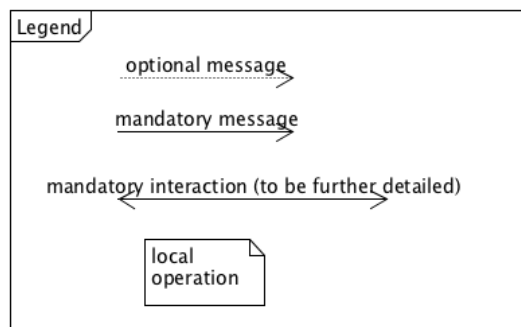 Legend
optional message
mandatory message
mandatory interaction (to be further detailed)
local
operation